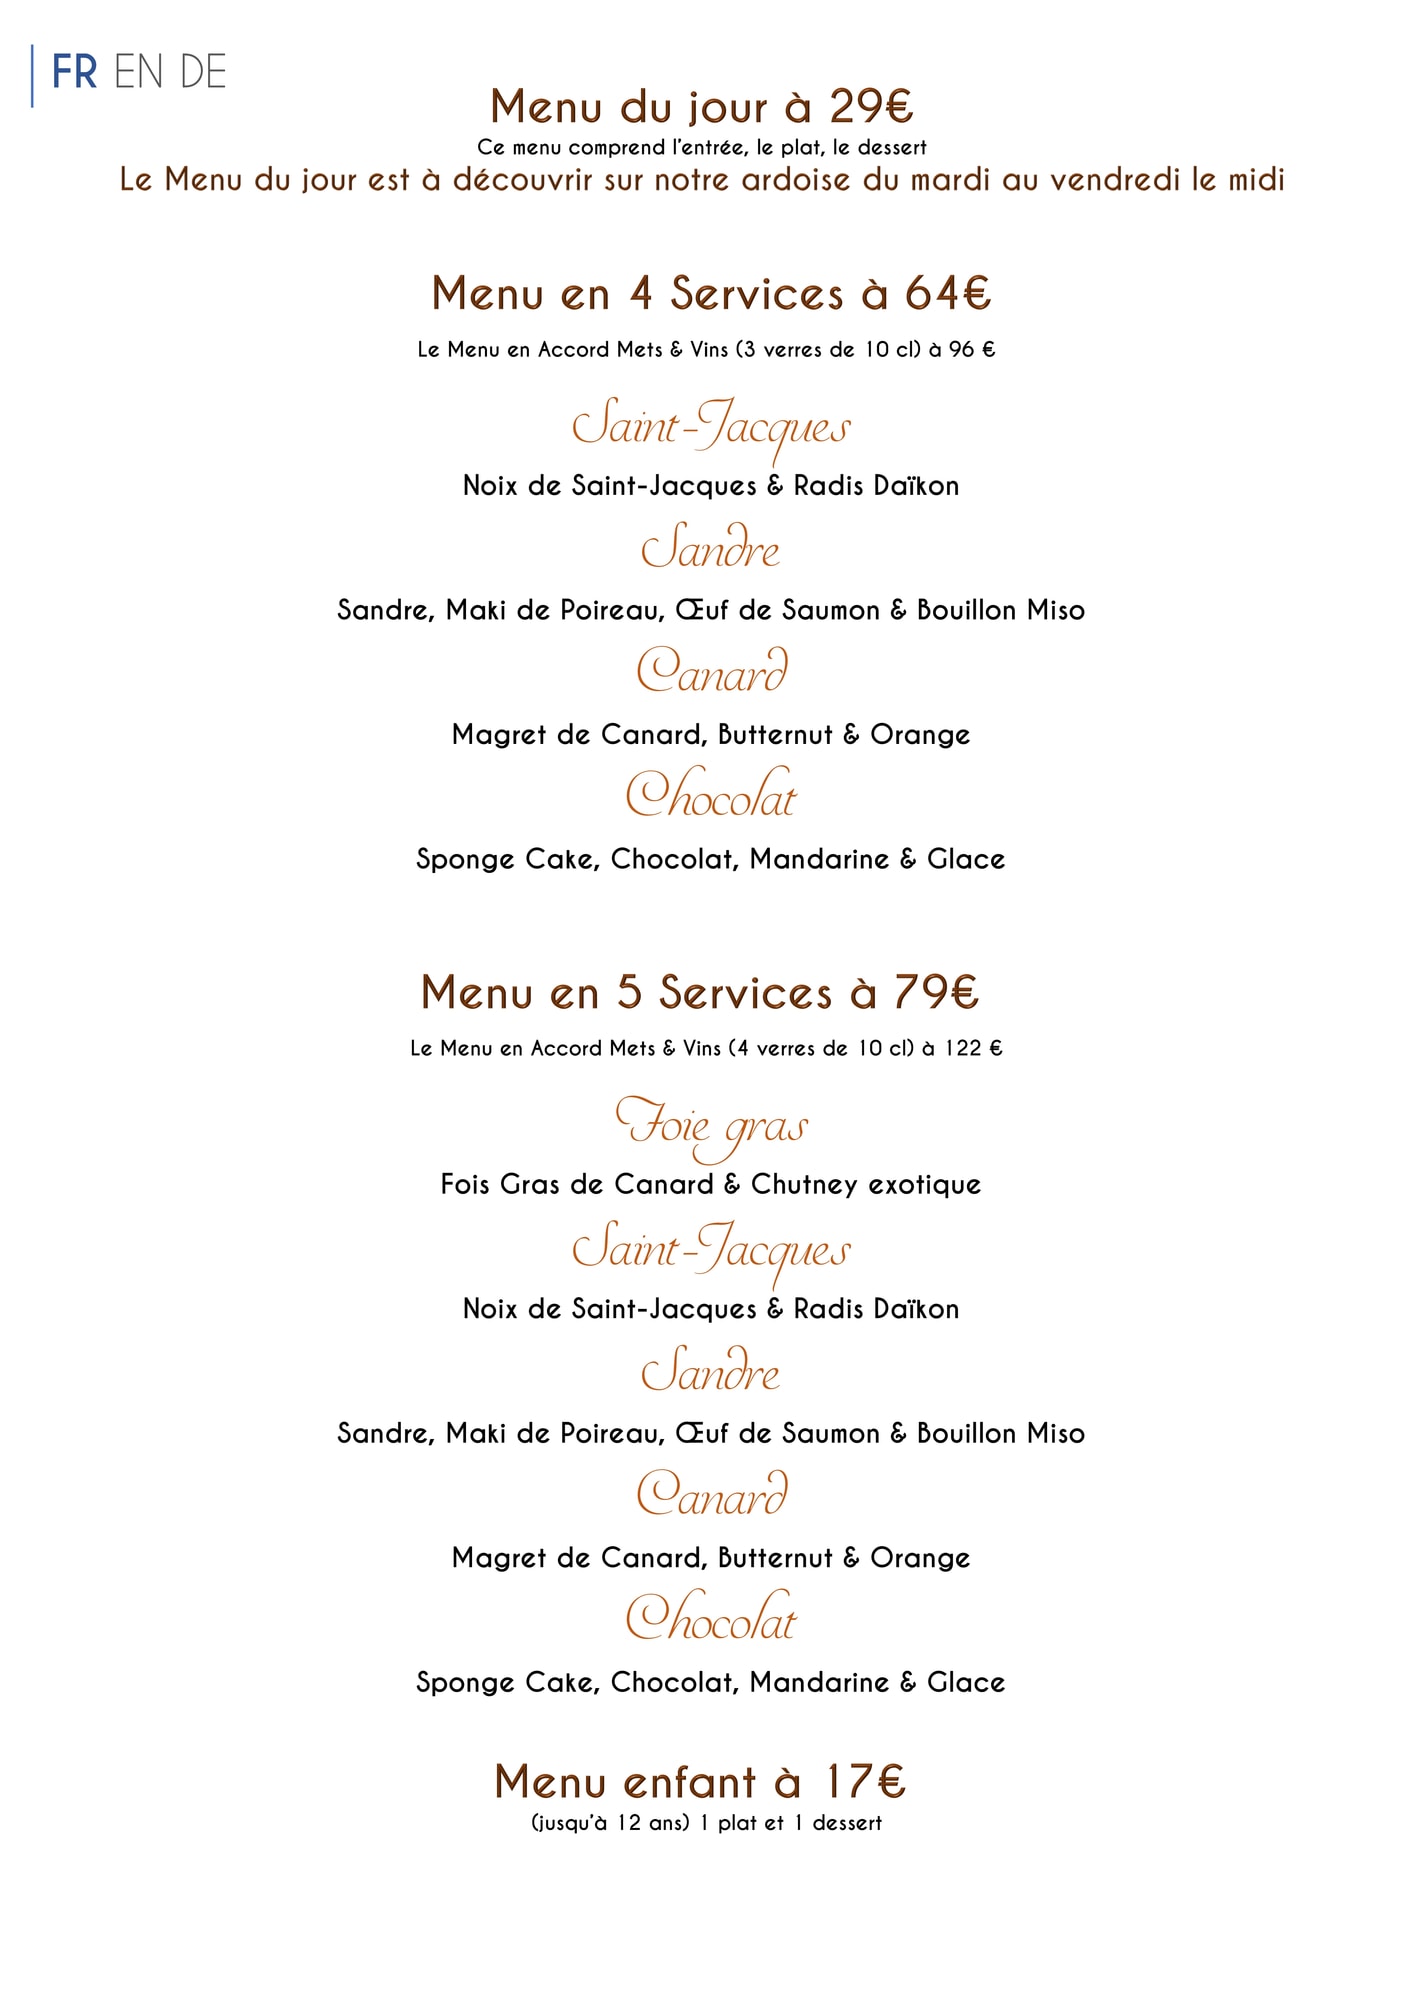 FR EN DE
Menu du jour à 29€
Ce menu comprend l'entrée, le plat, le dessert
Le Menu du jour est à découvrir sur notre ardoise du mardi au vendredi le midi
Menu en 4 Services à 64€
Le Menu en Accord Mets & Vins (3 verres de 10 cl) à 96 €
Saint-Jacques
Noix de Saint-Jacques & Radis Daïkon
Sandre
Sandre, Maki de Poireau, Œuf de Saumon & Bouillon Miso
Canard
Magret de Canard, Butternut & Orange
Chocolat
Sponge Cake, Chocolat, Mandarine & Glace
Menu en 5 Services à 79€
Le Menu en Accord Mets & Vins (4 verres de 10 cl) à 122 €
Foie gras
Fois Gras de Canard & Chutney exotique
Saint-Jacques
Noix de Saint-Jacques & Radis Daïkon
Sandre
Sandre, Maki de Poireau, Œuf de Saumon & Bouillon Miso
Canard
Magret de Canard, Butternut & Orange
Chocolat
Sponge Cake, Chocolat, Mandarine & Glace
Menu enfant à 17€
(jusqu'à 12 ans) 1 plat et 1 dessert